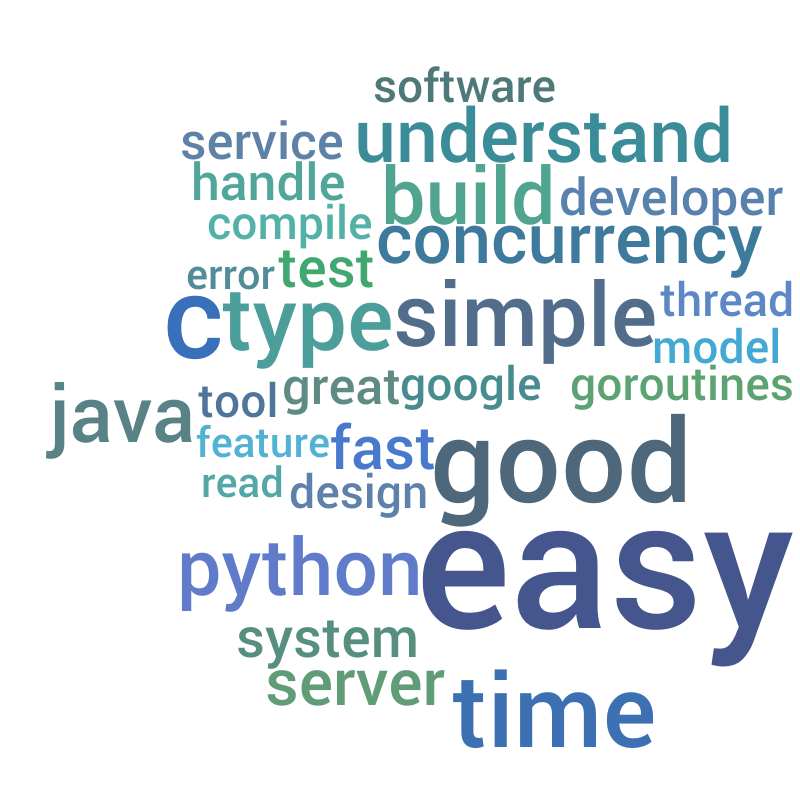 software
service understand
handle build developer
compile concurrency
error test
c type simple thread
model
java tool great google goroutines
feature fast good
read design
python easy
system
server time